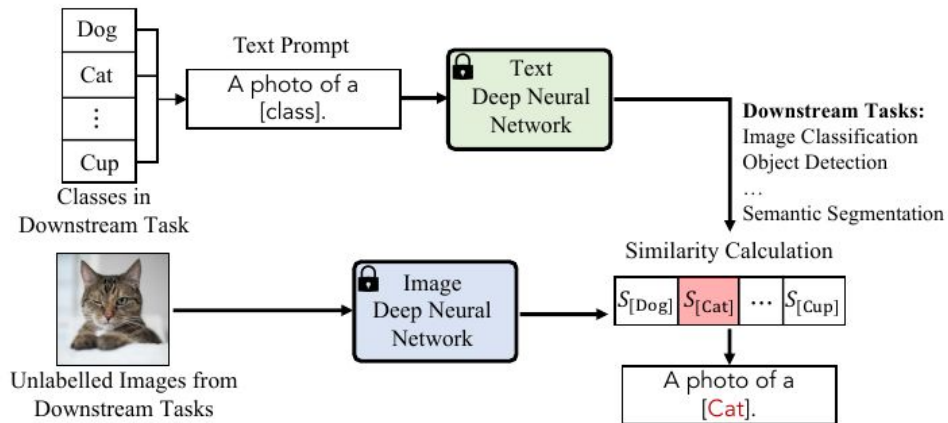 Dog
Cat
⋮
Cup
Classes in
Downstream Task
Text Prompt
A photo of a
[class].
Text
Deep Neural
Network
Downstream Tasks:
Image Classification
Object Detection
…
Semantic Segmentation
Unlabelled Images from
Downstream Tasks
Image
Deep Neural
Network
Similarity Calculation
S[Dog] S[Cat] ⋯ S[Cup]
A photo of a
[Cat].